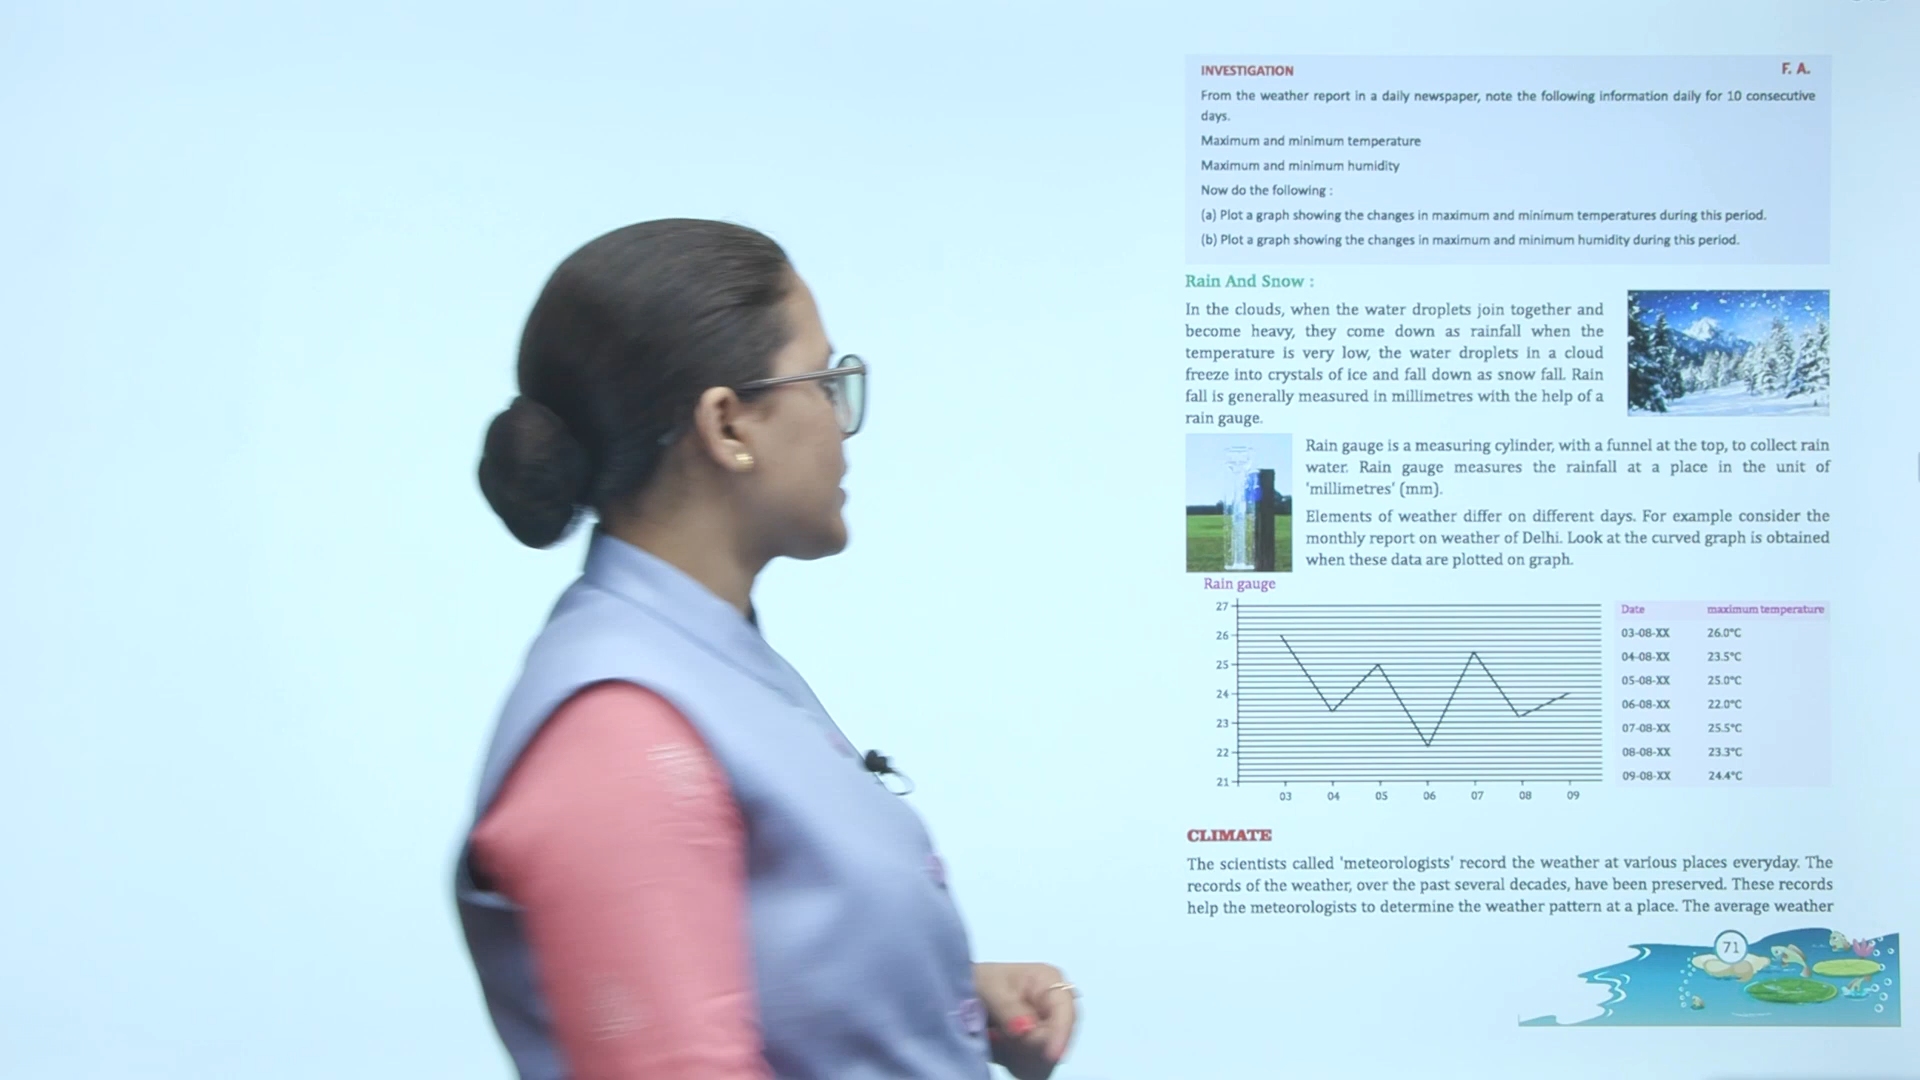 INVESTIGATION F. A.
From the weather report in a daily newspaper, note the following information daily for 10 consecutive
days.
Maximum and minimum temperature
Maximum and minimum humidity
Now do the following :
(a) Plot a graph showing the changes in maximum and minimum temperatures during this period.
(b) Plot a graph showing the changes in maximum and minimum humidity during this period.
Rain And Snow :
In the clouds, when the water droplets join together and
become heavy, they come down as rainfall when the
temperature is very low, the water droplets in a cloud
freeze into crystals of ice and fall down as snow fall. Rain
fall is generally measured in millimetres with the help of a
rain gauge.
Rain gauge is a measuring cylinder, with a funnel at the top, to collect rain
water. Rain gauge measures the rainfall at a place in the unit of
'millimetres' (mm).
Elements of weather differ on different days. For example consider the
monthly report on weather of Delhi. Look at the curved graph is obtained
when these data are plotted on graph.
Rain gauge
27
26
25
24
23
22
21
03 04 05 06 07 08 09
Date maximum temperature
03-08-XX 26.0°C
04-08-XX 23.5°C
05-08-XX 25.0°C
06-08-XX 22.0°C
07-08-XX 25.5°C
08-08-XX 23.3°C
09-08-XX 24.4°C
CLIMATE
The scientists called 'meteorologists' record the weather at various places everyday. The
records of the weather, over the past several decades, have been preserved. These records
help the meteorologists to determine the weather pattern at a place. The average weather
71